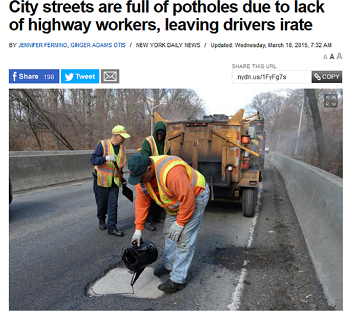 City streets are full of potholes due to lack
of highway workers, leaving drivers irate
BY JENNIFER FERMINO, GINGER ADAMS OTIS / NEW YORK DAILY NEWS / Updated: Wednesday, March 18, 2015, 7:32 AM
A A A
SHARE THIS URL
Share 198 Tweet nydn.us/1FyFg7s COPY